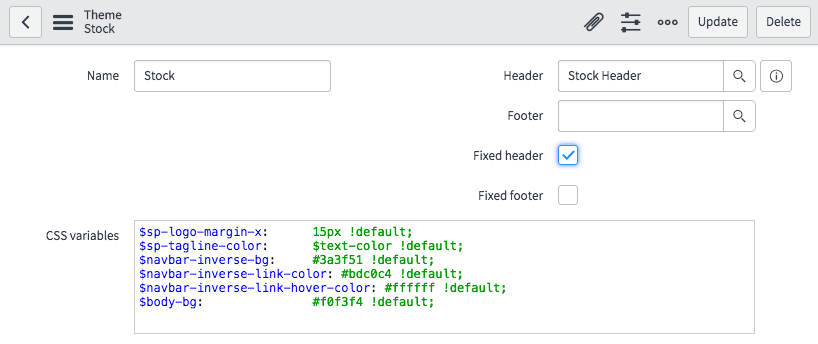 Theme
Stock
Update
Delete
Name
Stock
Header
Stock Header
Footer
Fixed header
Fixed footer
CSS variables
$sp-logo-margin-x: 15px !default;
$sp-tagline-color: $text-color !default;
$navbar-inverse-bg: #3a3f51 !default;
$navbar-inverse-link-color: #bdc0c4 !default;
$navbar-inverse-link-hover-color: #ffffff !default;
$body-bg: #f0f3f4 !default;